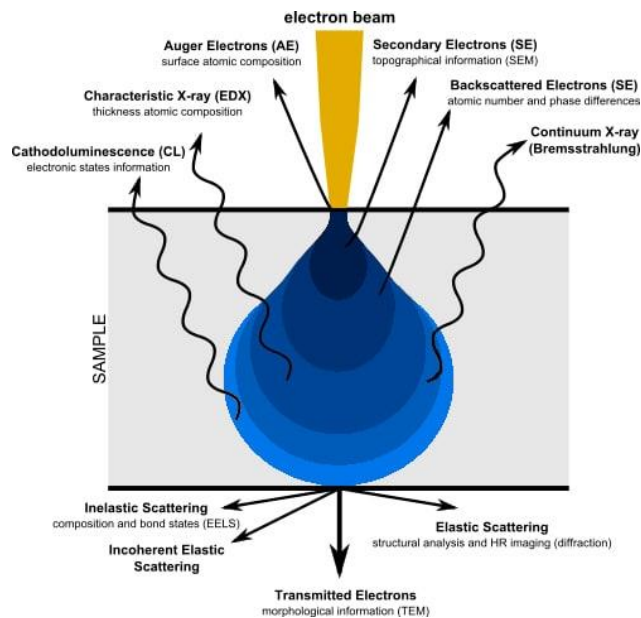 electron beam
Auger Electrons (AE)
surface atomic composition
Secondary Electrons (SE)
topographical information (SEM)
Characteristic X-ray (EDX)
thickness atomic composition
Backscattered Electrons (SE)
atomic number and phase differences
Cathodoluminescence (CL)
electronic states information
Continuum X-ray
(Bremsstrahlung)
SAMPLE
Inelastic Scattering
composition and bond states (EELS)
Incoherent Elastic
Scattering
Elastic Scattering
structural analysis and HR imaging (diffraction)
Transmitted Electrons
morphological information (TEM)